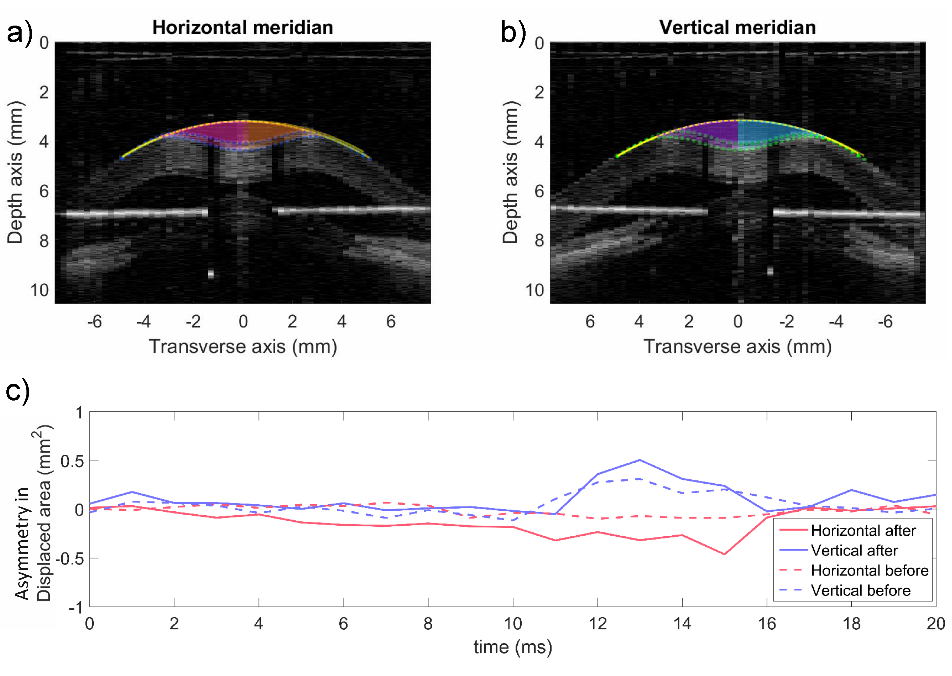 a)
Horizontal meridian
0
2
4
6
8
10
Depth axis (mm)
-6 -4 -2 0 2 4 6
Transverse axis (mm)
b)
Vertical meridian
0
2
4
6
8
10
Depth axis (mm)
6 4 2 0 -2 -4 -6
Transverse axis (mm)
c)
1
0.5
0
-0.5
-1
Asymmetry in
Displaced area (mm²)
Horizontal after
Vertical after
Horizontal before
Vertical before
0 2 4 6 8 10 12 14 16 18 20
time (ms)